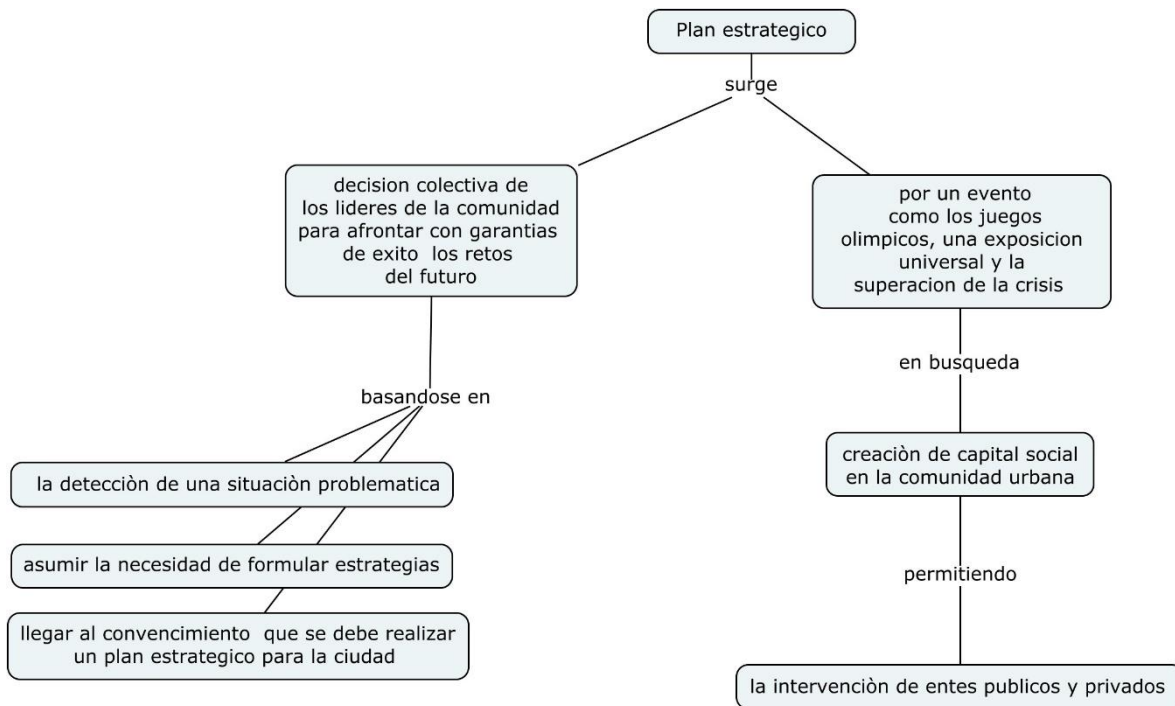 Plan estrategico
surge
decision colectiva de
los lideres de la comunidad
para afrontar con garantias
de exito los retos
del futuro
por un evento
como los juegos
olimpicos, una exposicion
universal y la
superacion de la crisis
basandose en
en busqueda
la detecciòn de una situaciòn problematica
asumir la necesidad de formular estrategias
llegar al convencimiento que se debe realizar
un plan estrategico para la ciudad
creaciòn de capital social
en la comunidad urbana
permitiendo
la intervenciòn de entes publicos y privados